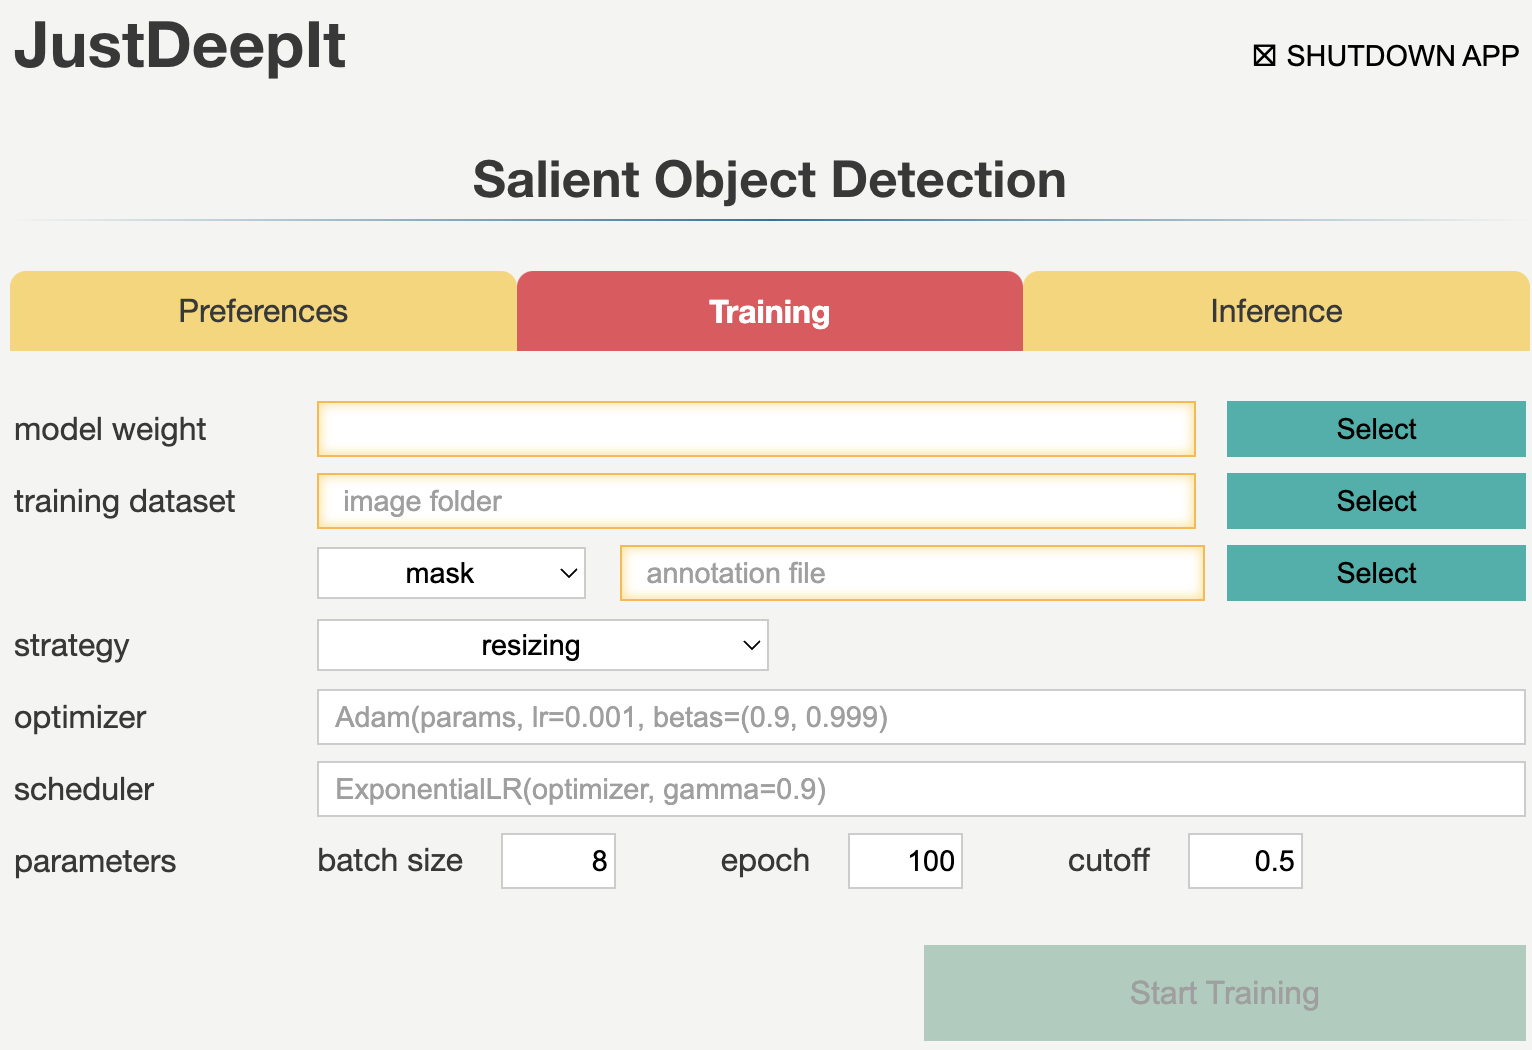 JustDeepIt
SHUTDOWN APP
Salient Object Detection
Preferences Training Inference
model weight Select
training dataset image folder Select
mask annotation file Select
strategy resizing
optimizer Adam(params, lr=0.001, betas=(0.9, 0.999)
scheduler ExponentialLR(optimizer, gamma=0.9)
parameters batch size 8 epoch 100 cutoff 0.5
Start Training